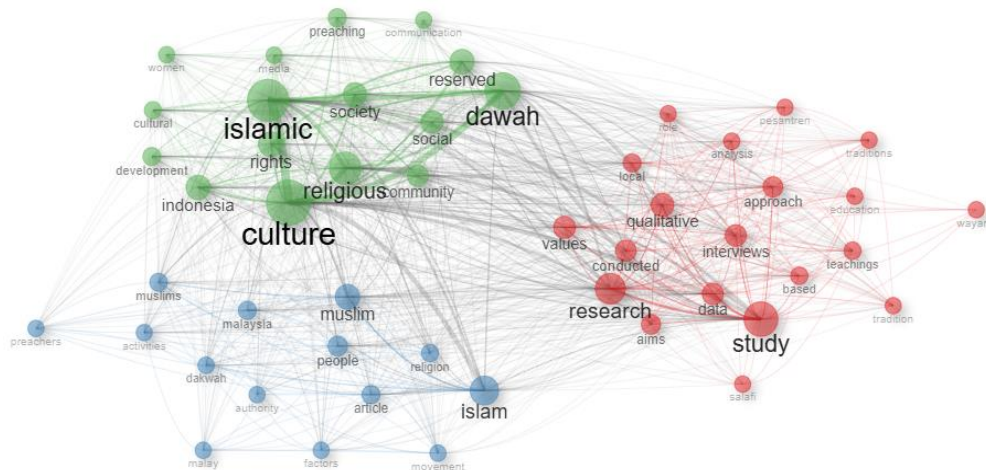 preaching
communication
women
media
reserved
cultural
islamic
society
dawah
social
development
rights
religious
community
indonesia
culture
role
pesantren
analysis
traditions
local
approach
education
qualitative
values
interviews
conducted
teachings
based
research
data
tradition
aims
study
salafi
muslims
malaysia
muslim
preachers
activities
people
religion
dakwah
authority
article
islam
malay
factors
movement